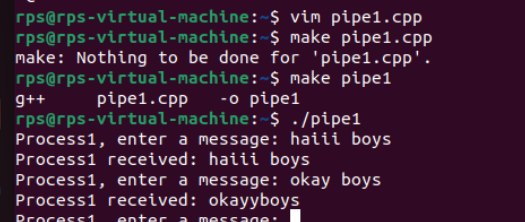 rps@rps-virtual-machine:~$ vim pipe1.cpp
rps@rps-virtual-machine:~$ make pipe1.cpp
make: Nothing to be done for 'pipe1.cpp'.
rps@rps-virtual-machine:~$ make pipe1
g++     pipe1.cpp   -o pipe1
rps@rps-virtual-machine:~$ ./pipe1
Process1, enter a message: haiii boys
Process1 received: haiii boys
Process1, enter a message: okay boys
Process1 received: okayyboys
Process1, enter a message: